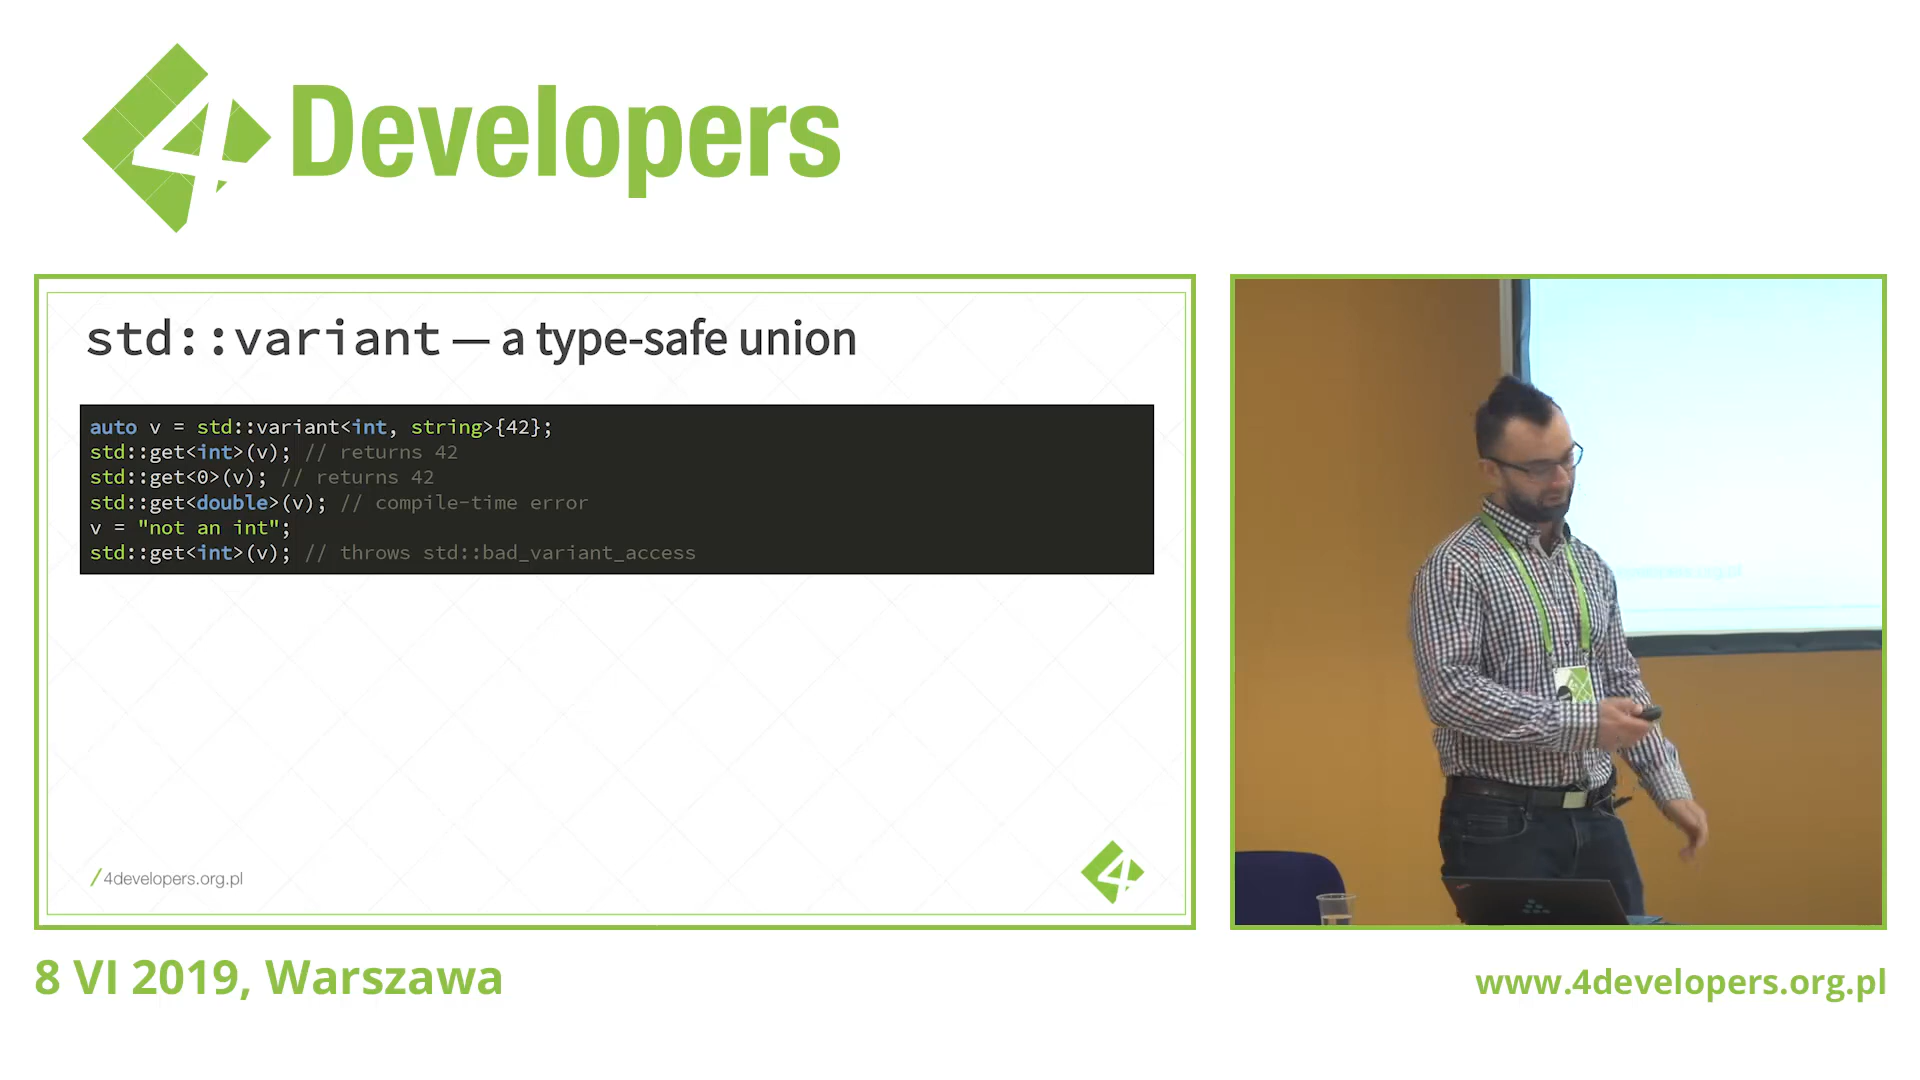 4Developers
std::variant — a type-safe union
auto v = std::variant<int, string>{42};
std::get<int>(v); // returns 42
std::get<0>(v); // returns 42
std::get<double>(v); // compile-time error
v = "not an int";
std::get<int>(v); // throws std::bad_variant_access
/4developers.org.pl
4
8 VI 2019, Warszawa
www.4developers.org.pl